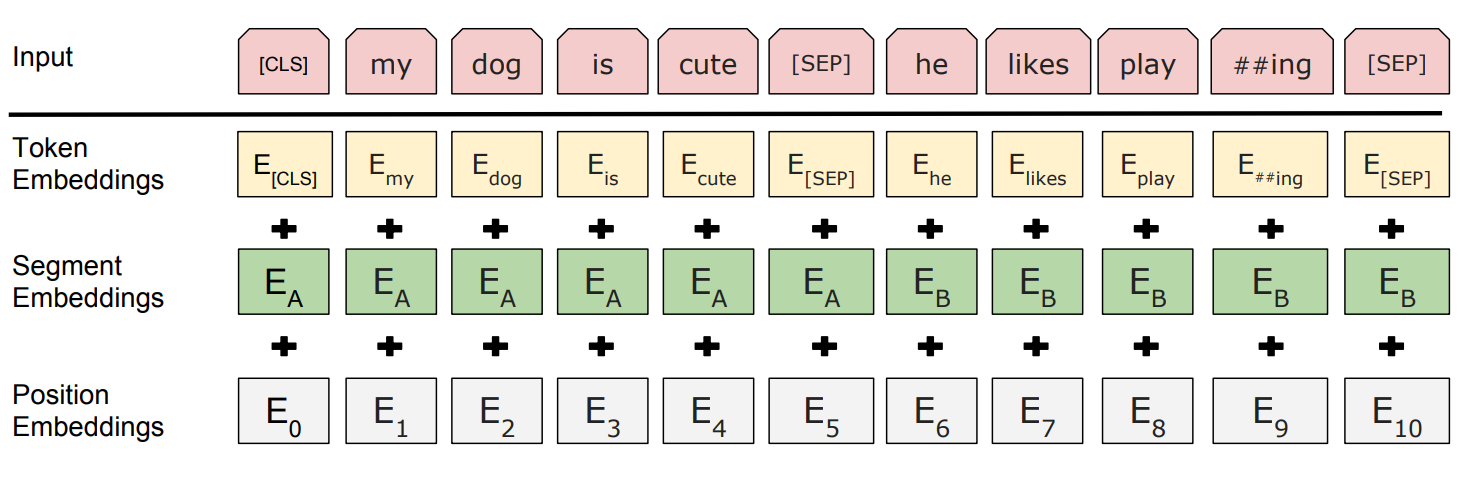 Input [CLS] my dog is cute [SEP] he likes play ##ing [SEP]
Token
Embeddings
E[CLS] Emy Edog Eis Ecute E[SEP] Ehe Elikes Eplay E##ing E[SEP]
+ + + + + + + + + + +
Segment
Embeddings
EA EA EA EA EA EA EB EB EB EB EB
+ + + + + + + + + + +
Position
Embeddings
E0 E1 E2 E3 E4 E5 E6 E7 E8 E9 E10